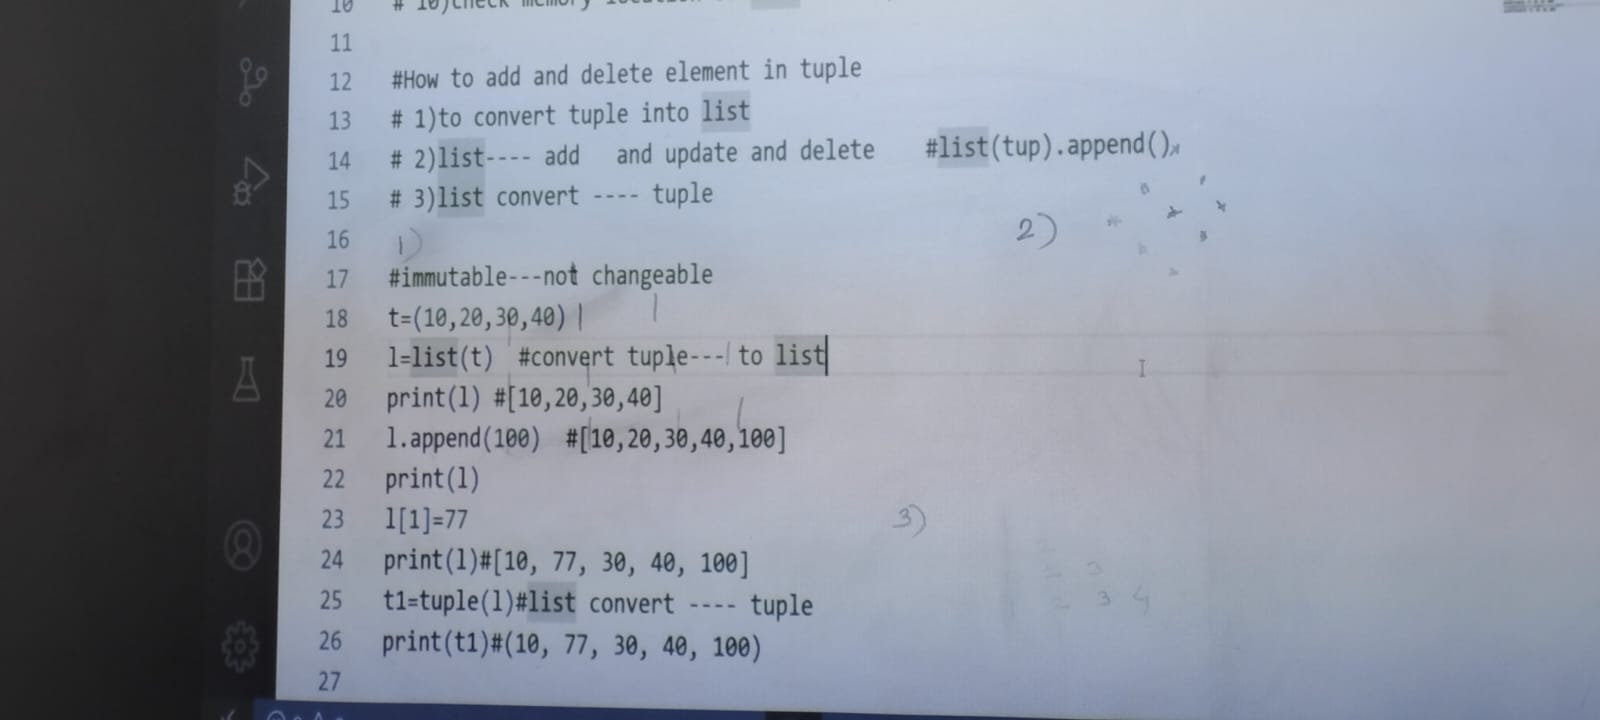 10 # 10)check memory location
11
12 #How to add and delete element in tuple
13 # 1)to convert tuple into list
14 # 2)list---- add   and update and delete    #list(tup).append()
15 # 3)list convert ---- tuple
16
1)
2)
17 #immutable---not changeable
18 t=(10,20,30,40)
19 l=list(t)  #convert tuple--- to list
20 print(l) #[10,20,30,40]
21 l.append(100)  #[10,20,30,40,100]
22 print(l)
23 l[1]=77
3)
24 print(l)#[10, 77, 30, 40, 100]
25 t1=tuple(l)#list convert ---- tuple
26 print(t1)#(10, 77, 30, 40, 100)
27